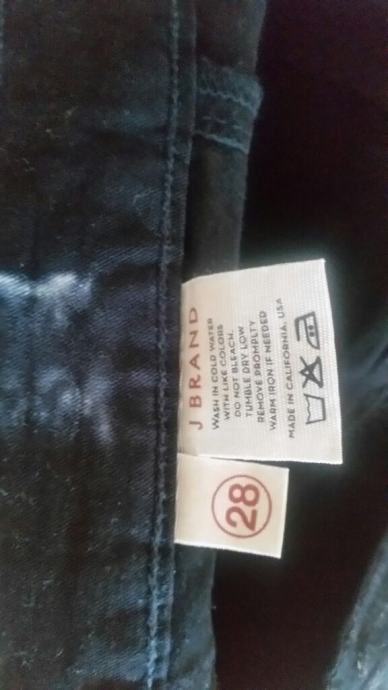 J BRAND
WASH IN COLD WATER
WITH LIKE COLORS
DO NOT BLEACH.
TUMBLE DRY LOW
REMOVE PROMPLTY
WARM IRON IF NEEDED
MADE IN CALIFORNIA, USA
28